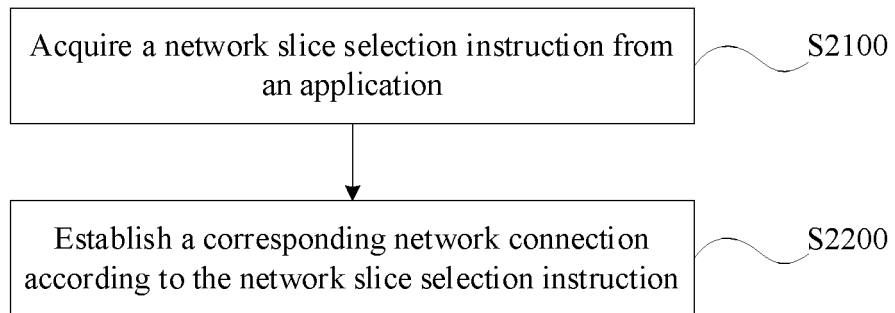 Acquire a network slice selection instruction from
an application
S2100
Establish a corresponding network connection
according to the network slice selection instruction
S2200